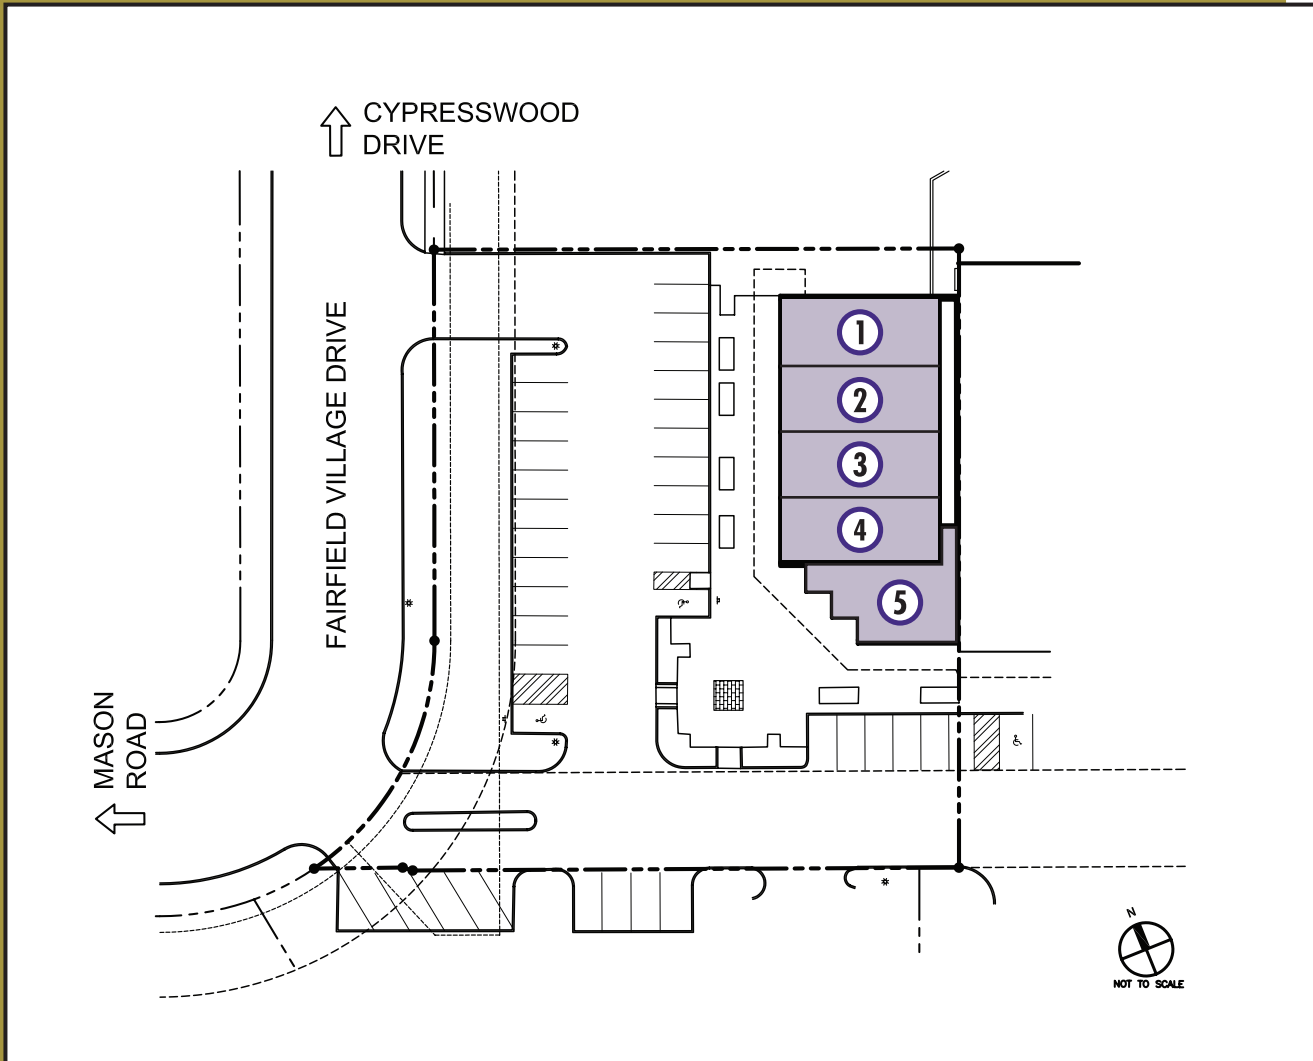 CYPRESSWOOD
DRIVE
FAIRFIELD VILLAGE DRIVE
MASON
ROAD
1
2
3
4
5
N
NOT TO SCALE